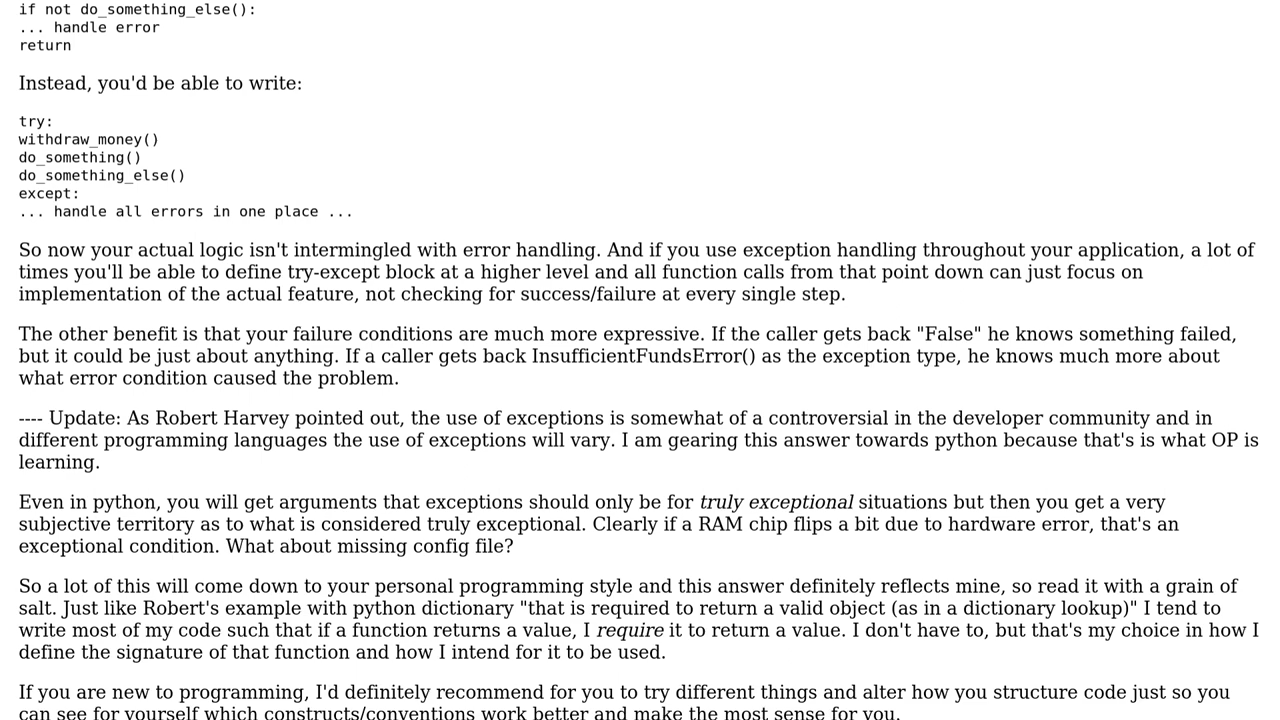 if not do_something_else():
... handle error
return
Instead, you'd be able to write:
try:
withdraw_money()
do_something()
do_something_else()
except:
... handle all errors in one place ...
So now your actual logic isn't intermingled with error handling. And if you use exception handling throughout your application, a lot of
times you'll be able to define try-except block at a higher level and all function calls from that point down can just focus on
implementation of the actual feature, not checking for success/failure at every single step.
The other benefit is that your failure conditions are much more expressive. If the caller gets back "False" he knows something failed,
but it could be just about anything. If a caller gets back InsufficientFundsError() as the exception type, he knows much more about
what error condition caused the problem.
---- Update: As Robert Harvey pointed out, the use of exceptions is somewhat of a controversial in the developer community and in
different programming languages the use of exceptions will vary. I am gearing this answer towards python because that's is what OP is
learning.
Even in python, you will get arguments that exceptions should only be for truly exceptional situations but then you get a very
subjective territory as to what is considered truly exceptional. Clearly if a RAM chip flips a bit due to hardware error, that's an
exceptional condition. What about missing config file?
So a lot of this will come down to your personal programming style and this answer definitely reflects mine, so read it with a grain of
salt. Just like Robert's example with python dictionary "that is required to return a valid object (as in a dictionary lookup)" I tend to
write most of my code such that if a function returns a value, I require it to return a value. I don't have to, but that's my choice in how I
define the signature of that function and how I intend for it to be used.
If you are new to programming, I'd definitely recommend for you to try different things and alter how you structure code just so you
can see for yourself which constructs/conventions work better and make the most sense for you.